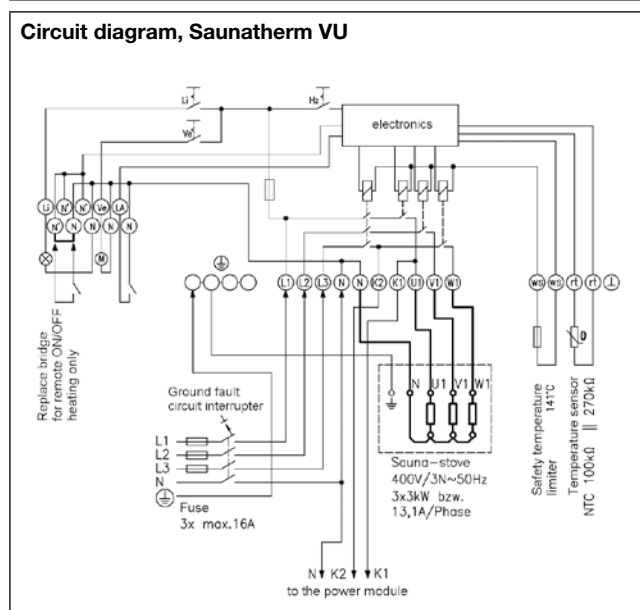 Circuit diagram, Saunatherm VU
Li
Hz
electronics
Ve
Li N' N' Ve LA
N' N N N N
M
L1 L2 L3 N N K2 K1 U1 V1 W1
ws ws rt rt
Replace bridge
for remote ON/OFF
heating only
Ground fault
circuit interrupter
L1
L2
L3
N
Fuse
3x max.16A
N U1 V1 W1
Sauna-stove
400V/3N~50Hz
3x3kW bzw.
13,1A/Phase
Safety temperature
limiter 141°C
Temperature sensor
NTC 100kΩ || 270kΩ
N K2 K1
to the power module